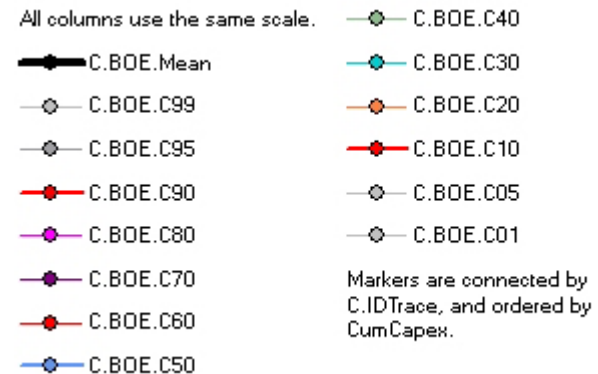 All columns use the same scale.
C.BOE.Mean
C.BOE.C99
C.BOE.C95
C.BOE.C90
C.BOE.C80
C.BOE.C70
C.BOE.C60
C.BOE.C50
C.BOE.C40
C.BOE.C30
C.BOE.C20
C.BOE.C10
C.BOE.C05
C.BOE.C01
Markers are connected by
C.IDTrace, and ordered by
CumCapex.